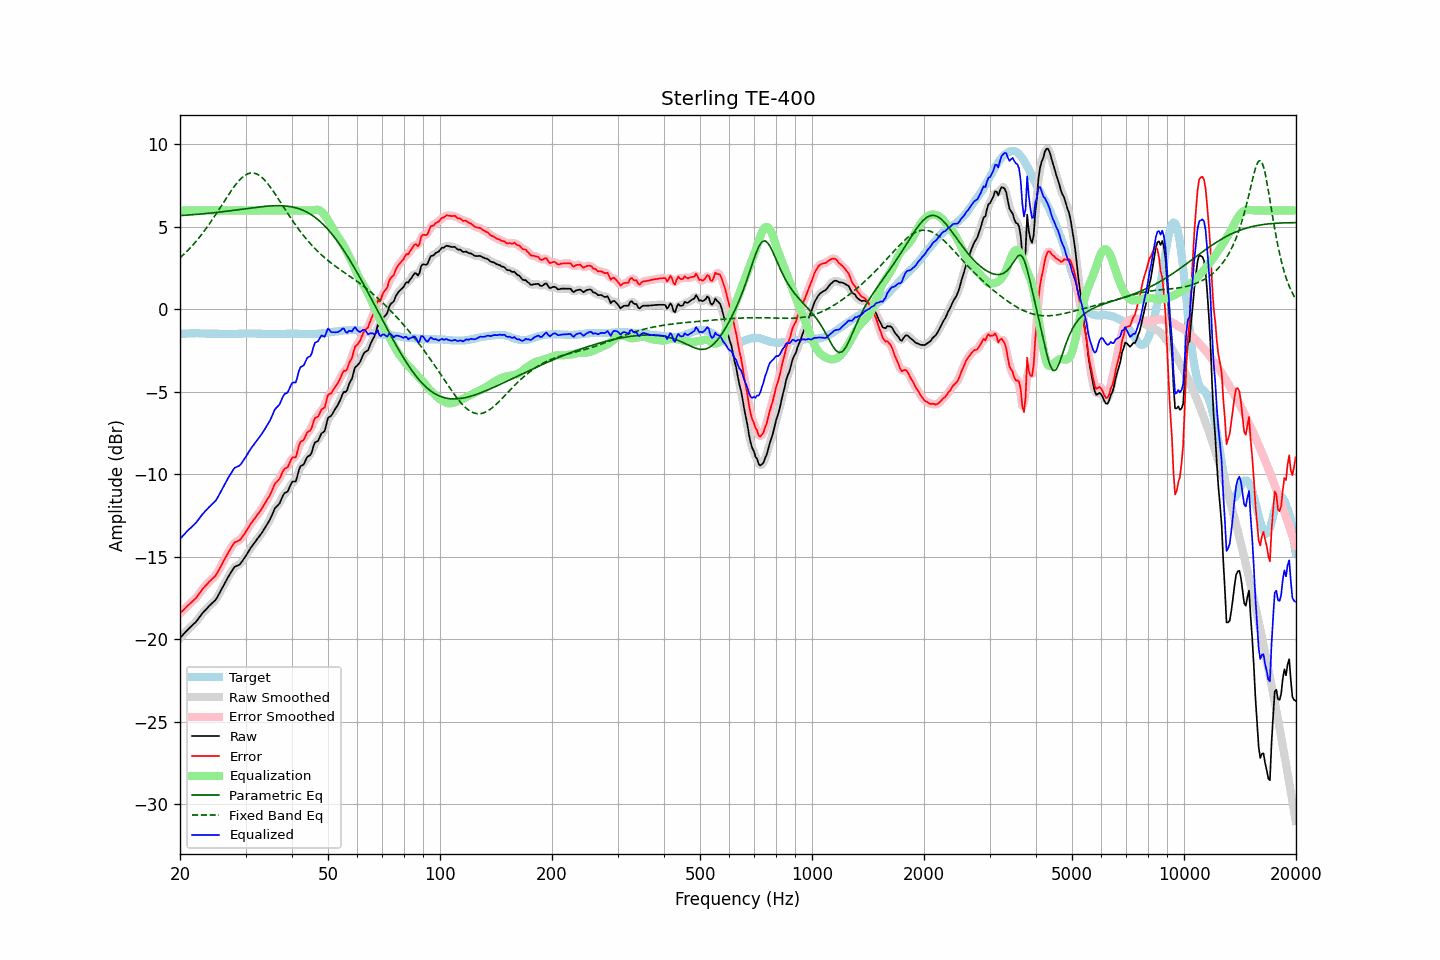 Sterling TE-400
Amplitude (dBr)
10
5
0
−5
−10
−15
−20
−25
−30
Target
Raw Smoothed
Error Smoothed
Raw
Error
Equalization
Parametric Eq
Fixed Band Eq
Equalized
20 50 100 200 500 1000 2000 5000 10000 20000
Frequency (Hz)